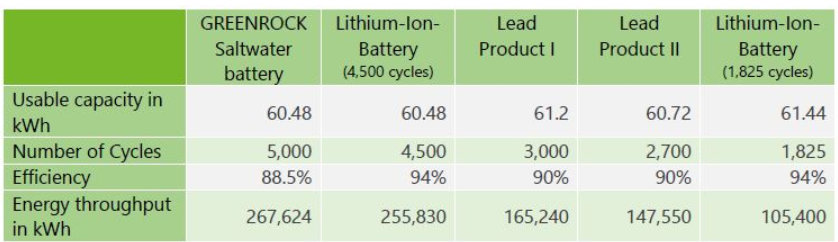 GREENROCK Saltwater battery Lithium-Ion-Battery (4,500 cycles) Lead Product I Lead Product II Lithium-Ion-Battery (1,825 cycles)
Usable capacity in kWh 60.48 60.48 61.2 60.72 61.44
Number of Cycles 5,000 4,500 3,000 2,700 1,825
Efficiency 88.5% 94% 90% 90% 94%
Energy throughput in kWh 267,624 255,830 165,240 147,550 105,400